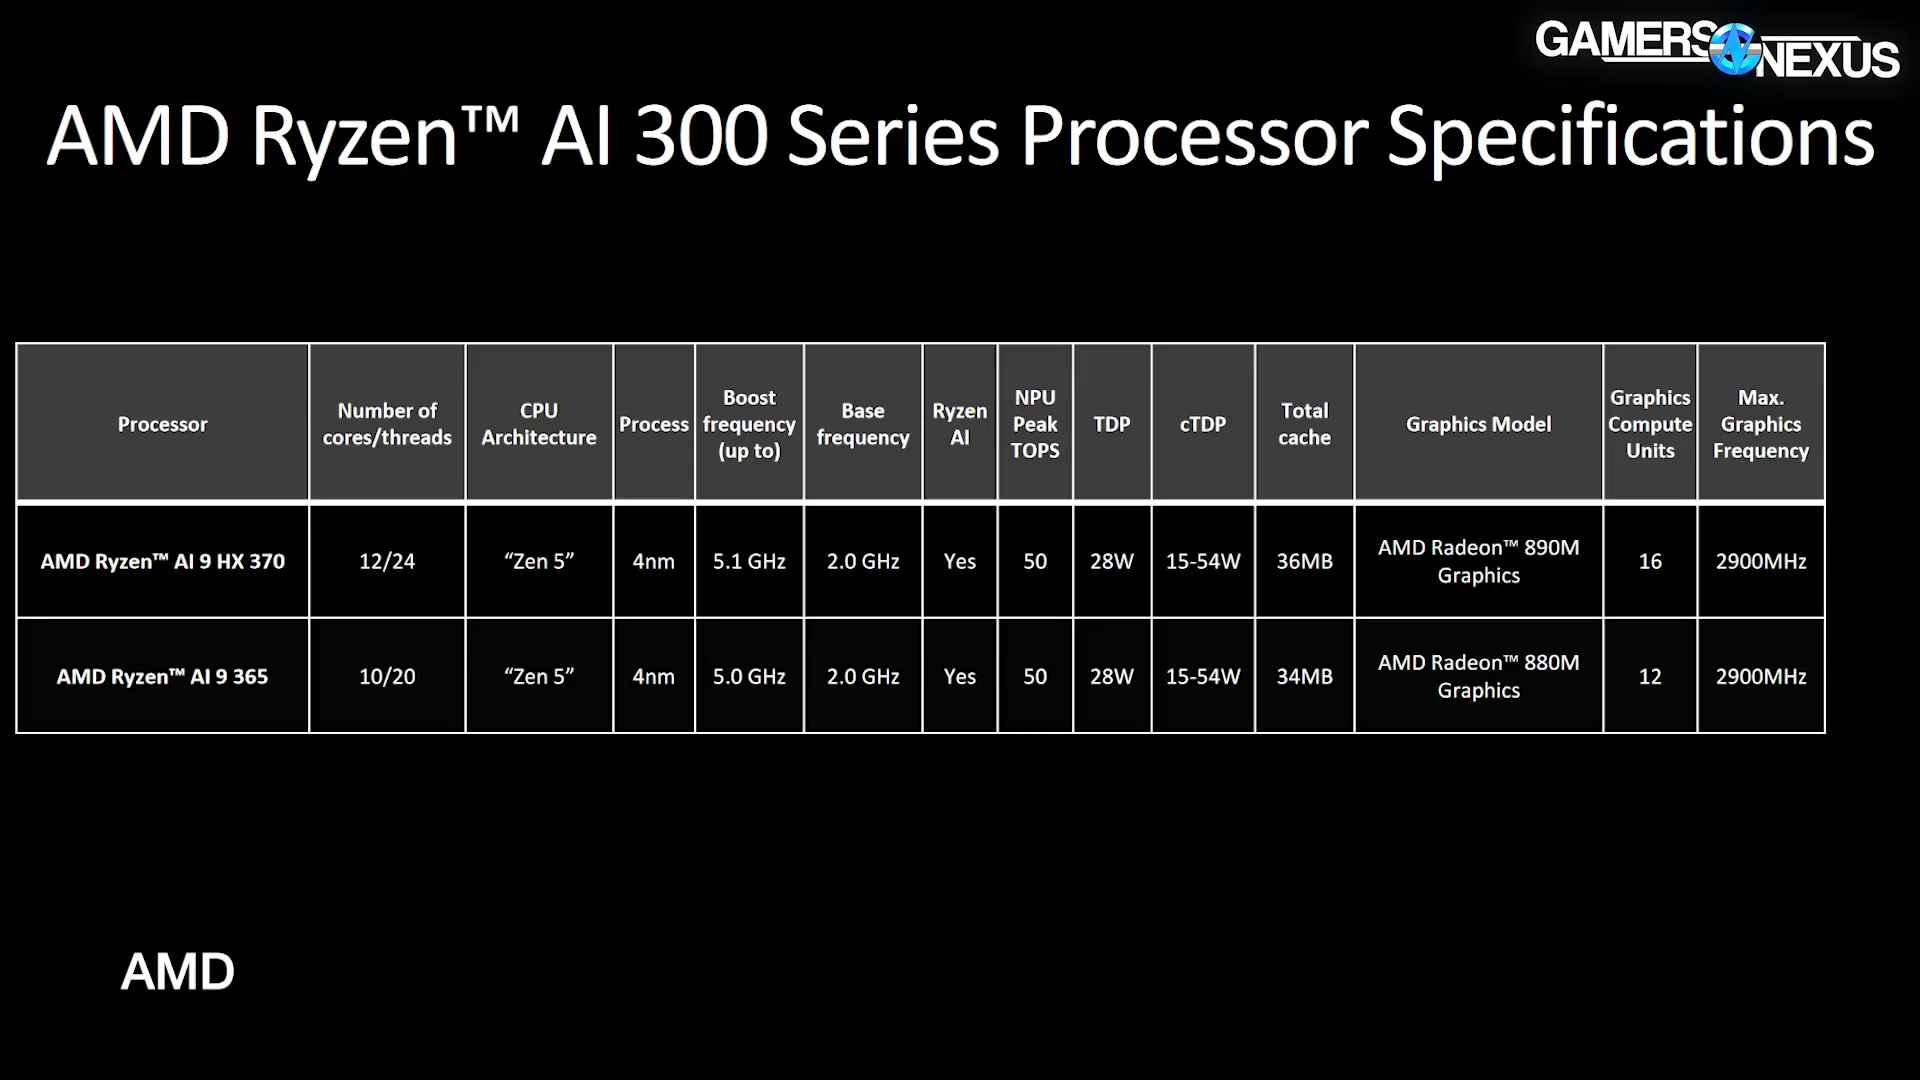 GAMERS NEXUS
AMD Ryzen™ AI 300 Series Processor Specifications
Processor
Number of
cores/threads
CPU
Architecture
Process
Boost
frequency
(up to)
Base
frequency
Ryzen
AI
NPU
Peak
TOPS
TDP
cTDP
Total
cache
Graphics Model
Graphics
Compute
Units
Max.
Graphics
Frequency
AMD Ryzen™ AI 9 HX 370
12/24
“Zen 5”
4nm
5.1 GHz
2.0 GHz
Yes
50
28W
15-54W
36MB
AMD Radeon™ 890M
Graphics
16
2900MHz
AMD Ryzen™ AI 9 365
10/20
“Zen 5”
4nm
5.0 GHz
2.0 GHz
Yes
50
28W
15-54W
34MB
AMD Radeon™ 880M
Graphics
12
2900MHz
AMD